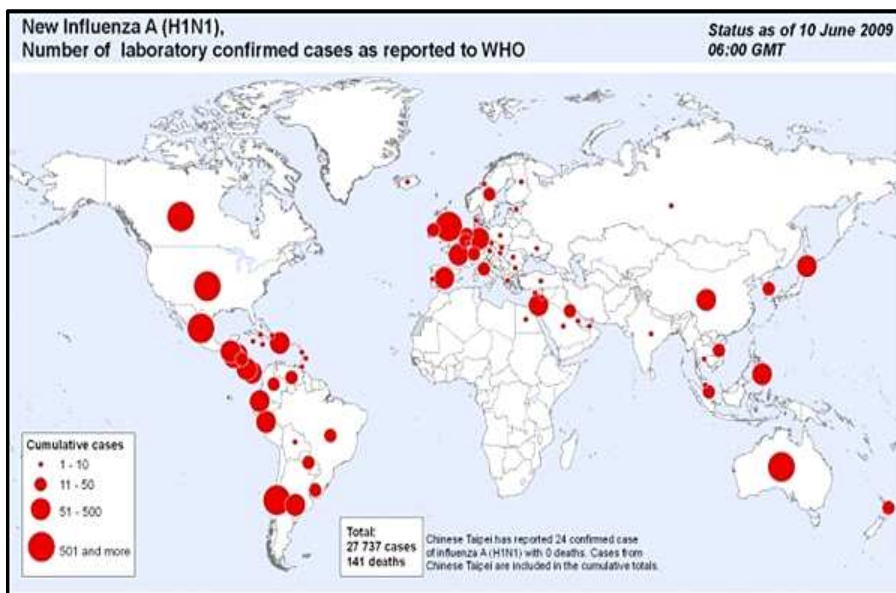 New Influenza A (H1N1),
Number of laboratory confirmed cases as reported to WHO
Status as of 10 June 2009
06:00 GMT
Cumulative cases
1 - 10
11 - 50
51 - 500
501 and more
Total:
27 737 cases
141 deaths
Chinese Taipei has reported 24 confirmed case
of influenza A (H1N1) with 0 deaths. Cases from
Chinese Taipei are included in the cumulative totals.